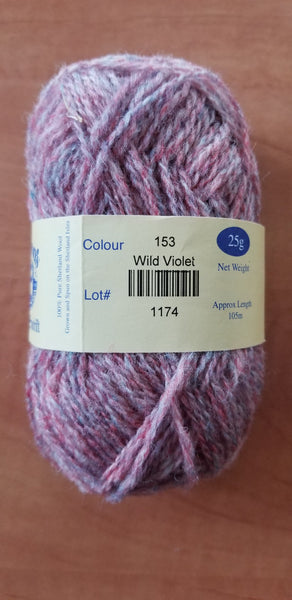 Colour 153
Wild Violet
Lot#
1174
25g
Net Weight
Approx Length
105m
100% Pure Shetland Wool
Grown and Spun on the Shetland Isles